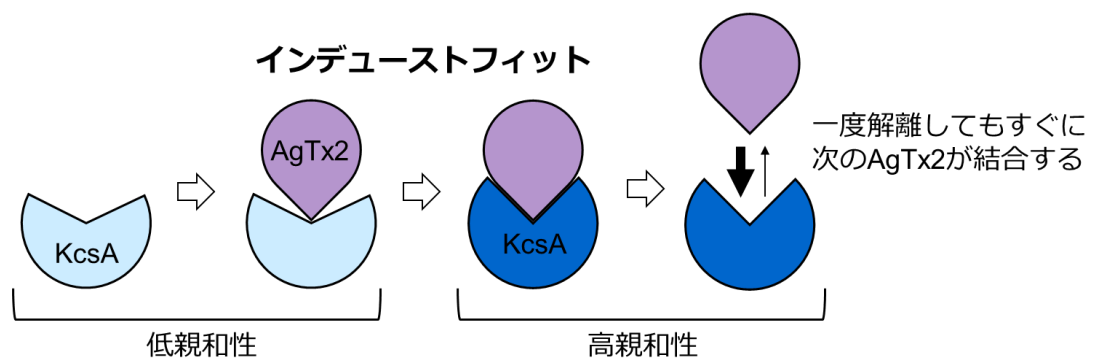 インデューストフィット
AgTx2
KcsA
KcsA
一度解離してもすぐに
次のAgTx2が結合する
低親和性
高親和性